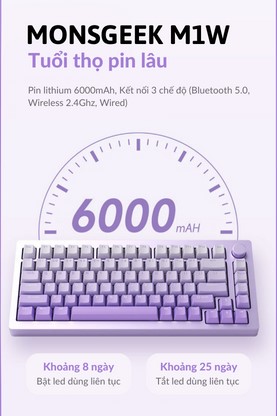 MONSGEEK M1W
Tuổi thọ pin lâu
Pin lithium 6000mAh, Kết nối 3 chế độ (Bluetooth 5.0,
Wireless 2.4Ghz, Wired)
6000 mAH
Khoảng 8 ngày
Bật led dùng liên tục
Khoảng 25 ngày
Tắt led dùng liên tục